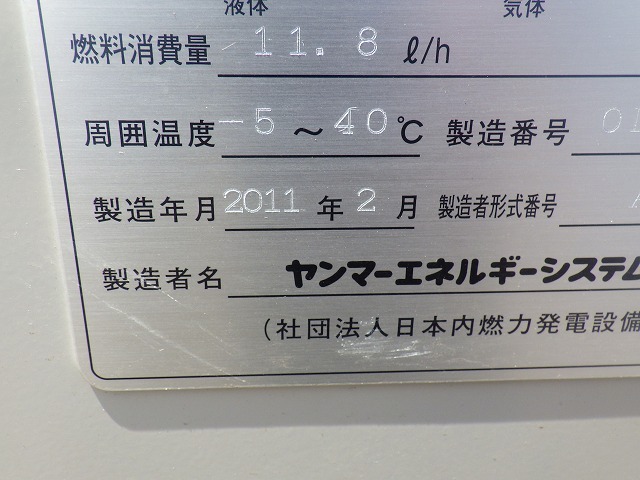 液体 気体
燃料消費量 11.8 ℓ/h
周囲温度 -5 ～ 40 ℃ 製造番号 01
製造年月 2011 年 2 月 製造者形式番号
製造者名 ヤンマーエネルギーシステム
(社団法人日本内燃力発電設備